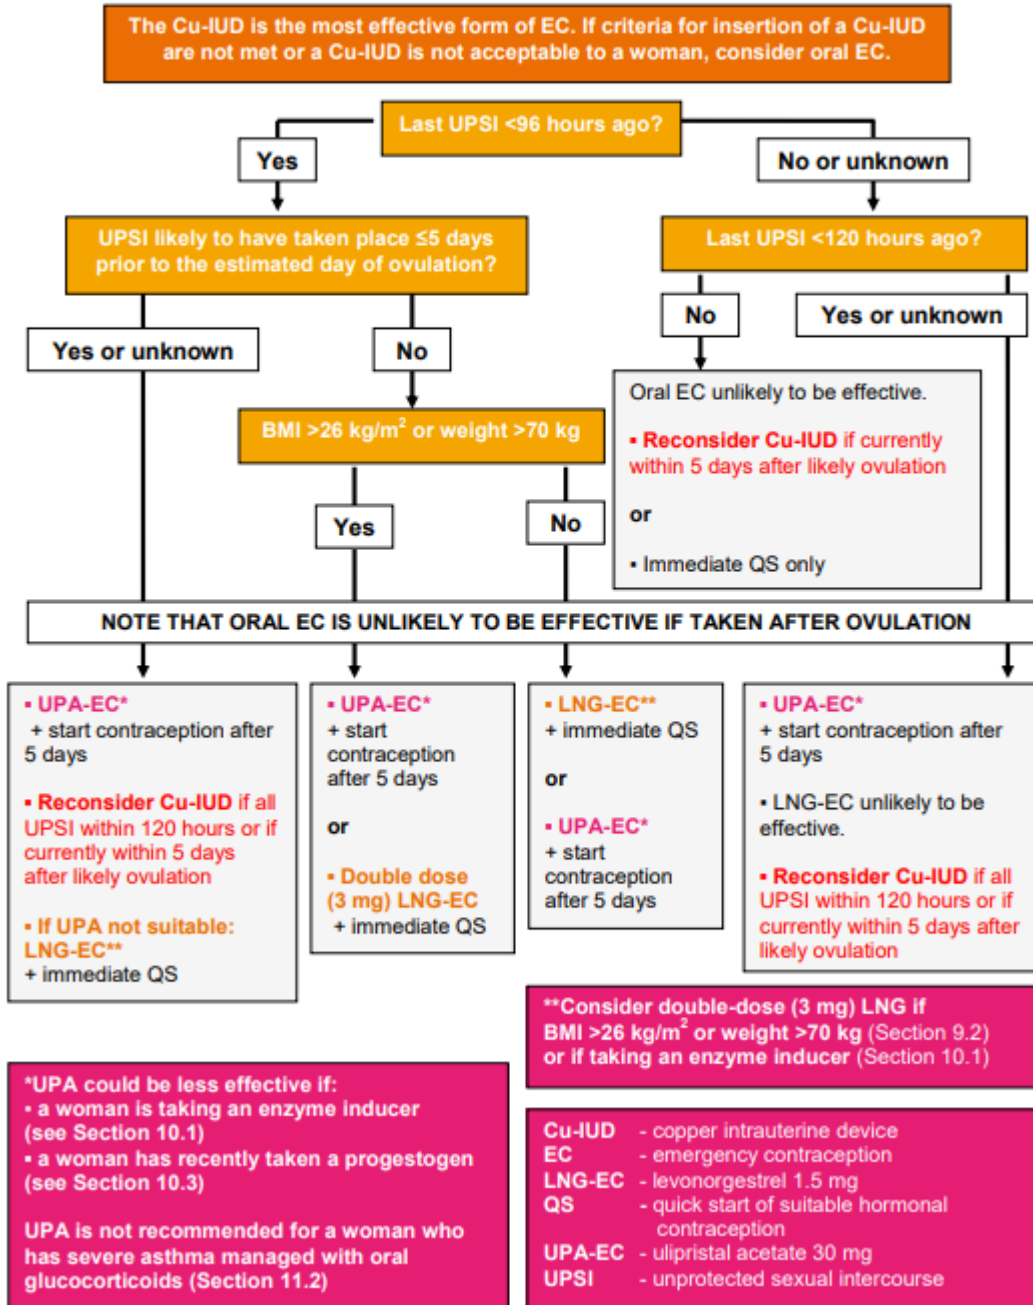 The Cu-IUD is the most effective form of EC. If criteria for insertion of a Cu-IUD
are not met or a Cu-IUD is not acceptable to a woman, consider oral EC.
Last UPSI <96 hours ago?
Yes
No or unknown
UPSI likely to have taken place ≤5 days
prior to the estimated day of ovulation?
Last UPSI <120 hours ago?
Yes or unknown
No
No
Yes or unknown
BMI >26 kg/m² or weight >70 kg
Yes
No
Oral EC unlikely to be effective.
▪ Reconsider Cu-IUD if currently
within 5 days after likely ovulation
or
▪ Immediate QS only
NOTE THAT ORAL EC IS UNLIKELY TO BE EFFECTIVE IF TAKEN AFTER OVULATION
▪ UPA-EC*
+ start contraception after
5 days
▪ Reconsider Cu-IUD if all
UPSI within 120 hours or if
currently within 5 days
after likely ovulation
▪ If UPA not suitable:
LNG-EC**
+ immediate QS
▪ UPA-EC*
+ start
contraception
after 5 days
or
▪ Double dose
(3 mg) LNG-EC
+ immediate QS
▪ LNG-EC**
+ immediate QS
or
▪ UPA-EC*
+ start
contraception
after 5 days
▪ UPA-EC*
+ start contraception after
5 days
▪ LNG-EC unlikely to be
effective.
▪ Reconsider Cu-IUD if all
UPSI within 120 hours or if
currently within 5 days after
likely ovulation
**Consider double-dose (3 mg) LNG if
BMI >26 kg/m² or weight >70 kg (Section 9.2)
or if taking an enzyme inducer (Section 10.1)
*UPA could be less effective if:
▪ a woman is taking an enzyme inducer
(see Section 10.1)
▪ a woman has recently taken a progestogen
(see Section 10.3)
UPA is not recommended for a woman who
has severe asthma managed with oral
glucocorticoids (Section 11.2)
Cu-IUD - copper intrauterine device
EC - emergency contraception
LNG-EC - levonorgestrel 1.5 mg
QS - quick start of suitable hormonal
contraception
UPA-EC - ulipristal acetate 30 mg
UPSI - unprotected sexual intercourse